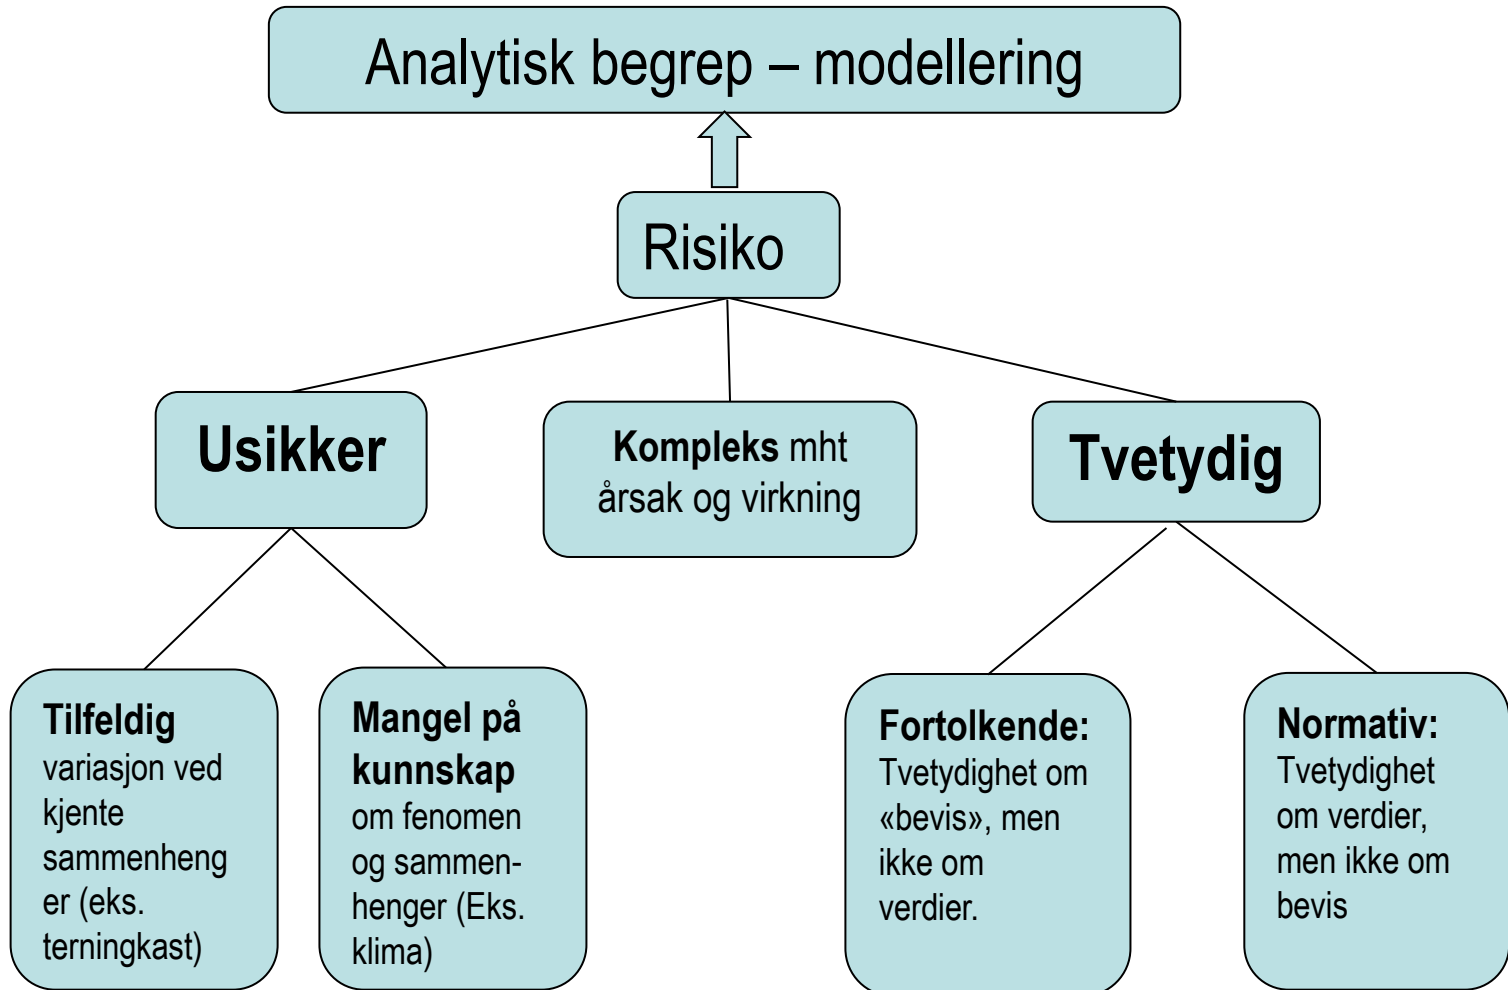 Analytisk begrep – modellering
Risiko
Usikker
Kompleks mht
årsak og virkning
Tvetydig
Tilfeldig
variasjon ved
kjente
sammenheng
er (eks.
terningkast)
Mangel på
kunnskap
om fenomen
og sammen-
henger (Eks.
klima)
Fortolkende:
Tvetydighet om
«bevis», men
ikke om
verdier.
Normativ:
Tvetydighet
om verdier,
men ikke om
bevis